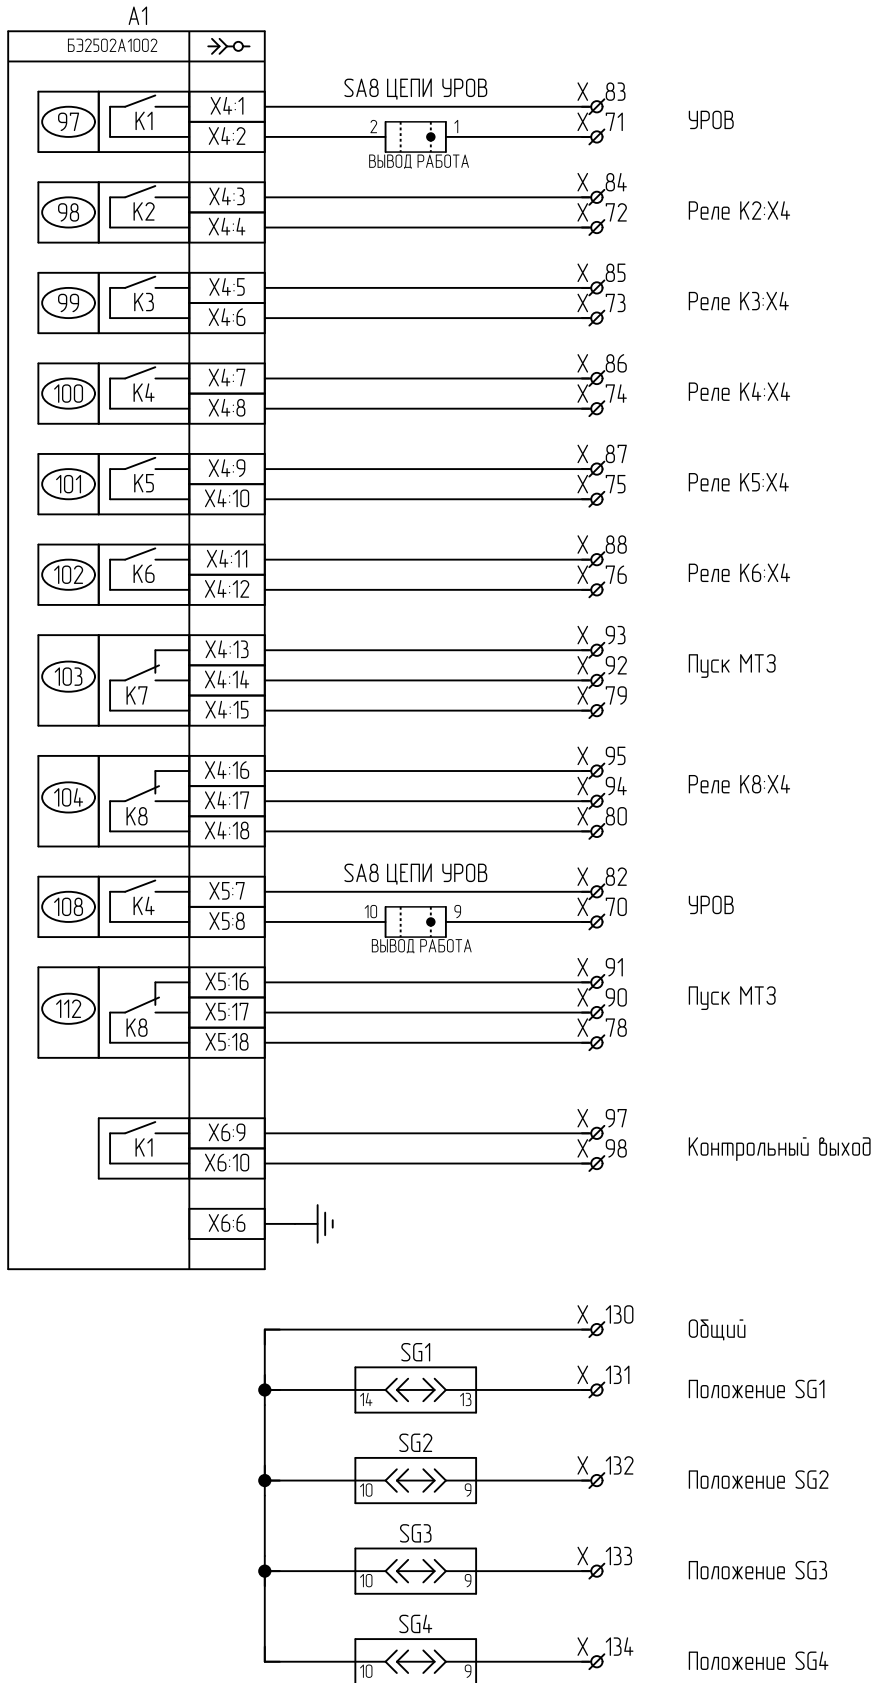 А1
БЭ2502А1002
SA8 ЦЕПИ УРОВ
97 K1 X4:1 X 83
X4:2 2 1 X 71 УРОВ
ВЫВОД РАБОТА
98 K2 X4:3 X 84
X4:4 X 72 Реле K2:X4
99 K3 X4:5 X 85
X4:6 X 73 Реле K3:X4
100 K4 X4:7 X 86
X4:8 X 74 Реле K4:X4
101 K5 X4:9 X 87
X4:10 X 75 Реле K5:X4
102 K6 X4:11 X 88
X4:12 X 76 Реле K6:X4
X4:13 X 93
103 X4:14 X 92 Пуск МТЗ
K7 X4:15 X 79
X4:16 X 95
104 X4:17 X 94 Реле K8:X4
K8 X4:18 X 80
SA8 ЦЕПИ УРОВ
108 K4 X5:7 X 82
X5:8 10 9 X 70 УРОВ
ВЫВОД РАБОТА
X5:16 X 91
112 X5:17 X 90 Пуск МТЗ
K8 X5:18 X 78
K1 X6:9 X 97
X6:10 X 98 Контрольный выход
X6:6
X 130 Общий
SG1
14 13 X 131 Положение SG1
SG2
10 9 X 132 Положение SG2
SG3
10 9 X 133 Положение SG3
SG4
10 9 X 134 Положение SG4